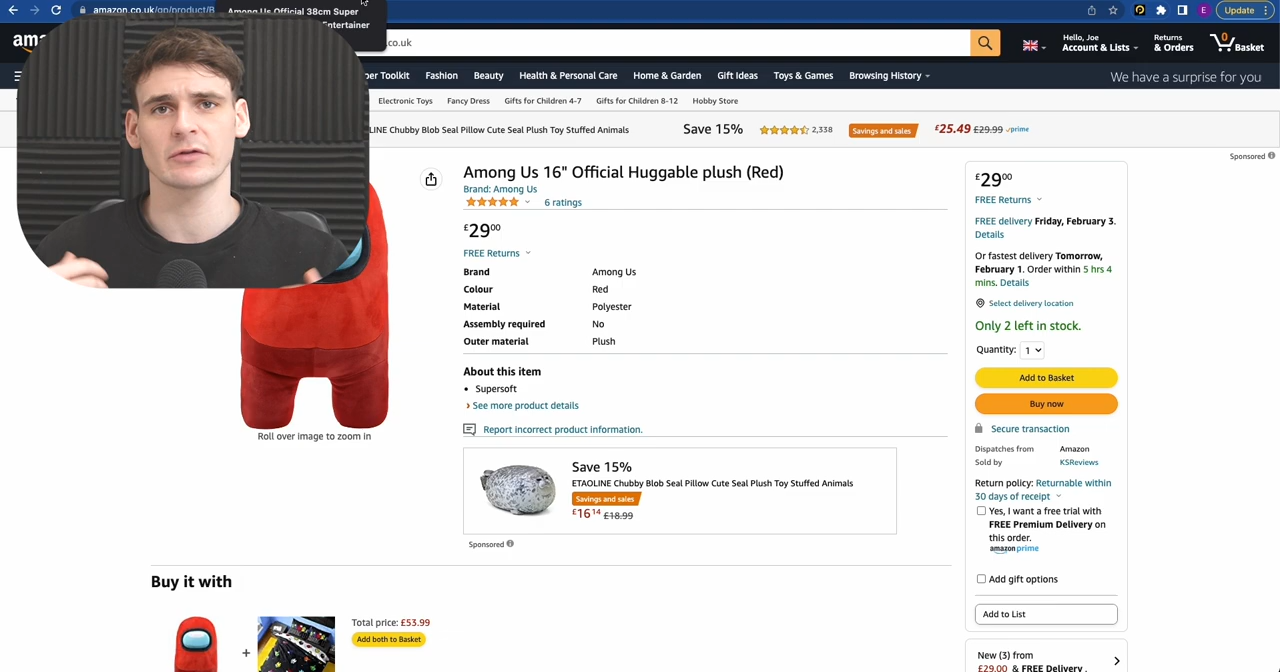 amazon.co.uk/gp/product/B
Among Us Official 38cm Super
Entertainer
Update
E
ama
.co.uk
Hello, Joe
Account & Lists
Returns
& Orders
0
Basket
per Toolkit
Fashion
Beauty
Health & Personal Care
Home & Garden
Gift Ideas
Toys & Games
Browsing History
We have a surprise for you
Electronic Toys
Fancy Dress
Gifts for Children 4-7
Gifts for Children 8-12
Hobby Store
LINE Chubby Blob Seal Pillow Cute Seal Plush Toy Stuffed Animals
Save 15%
2,338
Savings and sales
£25.49 £29.99 prime
Sponsored
Among Us 16" Official Huggable plush (Red)
Brand: Among Us
6 ratings
£29.00
FREE Returns
Brand Among Us
Colour Red
Material Polyester
Assembly required No
Outer material Plush
About this item
• Supersoft
› See more product details
Report incorrect product information.
Roll over image to zoom in
Save 15%
ETAOLINE Chubby Blob Seal Pillow Cute Seal Plush Toy Stuffed Animals
Savings and sales
£16.14 £18.99
Sponsored
Buy it with
+
Total price: £53.99
Add both to Basket
£29.00
FREE Returns
FREE delivery Friday, February 3.
Details
Or fastest delivery Tomorrow,
February 1. Order within 5 hrs 4
mins. Details
Select delivery location
Only 2 left in stock.
Quantity: 1
Add to Basket
Buy now
Secure transaction
Dispatches from Amazon
Sold by KSReviews
Return policy: Returnable within
30 days of receipt
Yes, I want a free trial with
FREE Premium Delivery on
this order.
amazon prime
Add gift options
Add to List
New (3) from
£29.00 & FREE Delivery .